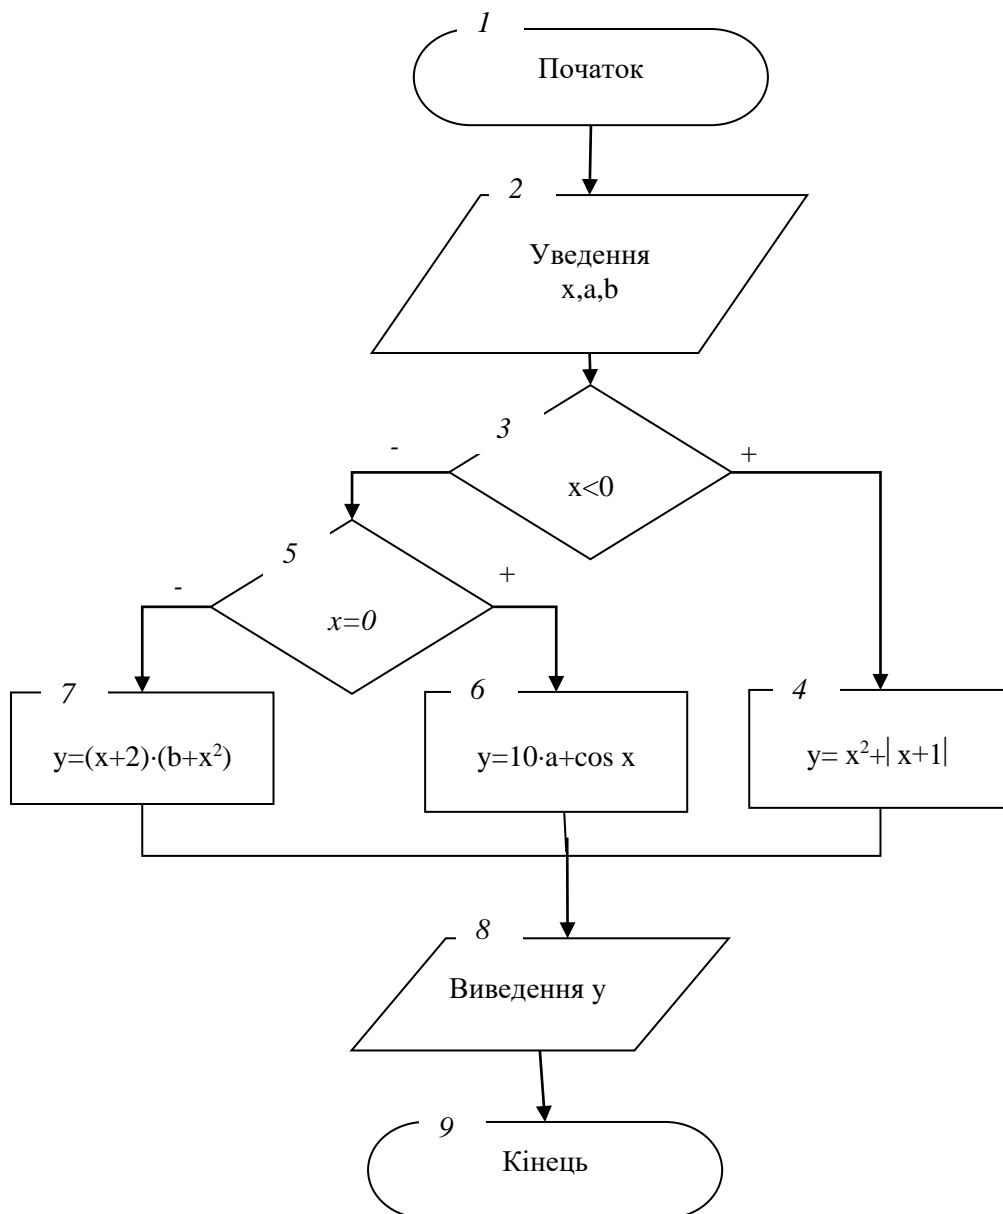 1
Початок
2
Уведення
x,a,b
3
-
+
x<0
5
-
+
x=0
7
6
4
y=(x+2)·(b+x²)
y=10·a+cos x
y= x²+| x+1|
8
Виведення y
9
Кінець